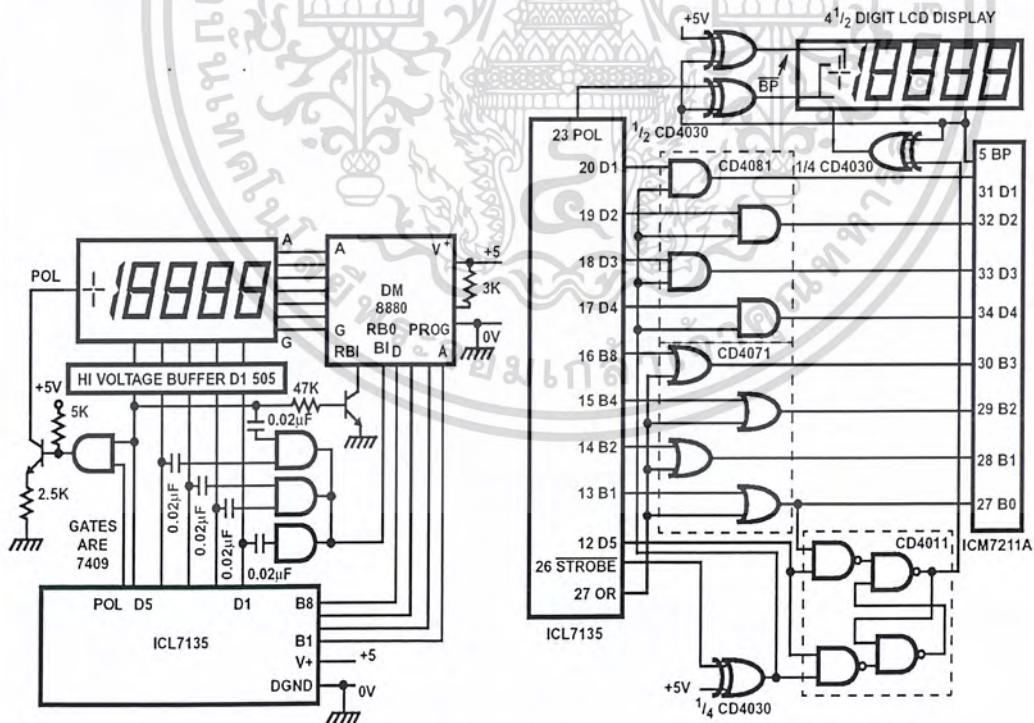 POL
A
G
A
G
RBI
RB0
BI
D
PROG
A
V+
DM
8880
+5
3K
0V
HI VOLTAGE BUFFER D1 505
+5V
5K
2.5K
47K
0.02μF
0.02μF
0.02μF
0.02μF
0.02μF
GATES
ARE
7409
POL D5
D1
B8
B1
V+
DGND
+5
0V
ICL7135
+5V
4 1/2 DIGIT LCD DISPLAY
BP
1/2 CD4030
1/4 CD4030
23 POL
20 D1
19 D2
18 D3
17 D4
16 B8
15 B4
14 B2
13 B1
12 D5
26 STROBE
27 OR
ICL7135
CD4081
CD4071
CD4011
5 BP
31 D1
32 D2
33 D3
34 D4
30 B3
29 B2
28 B1
27 B0
ICM7211A
+5V
1/4 CD4030